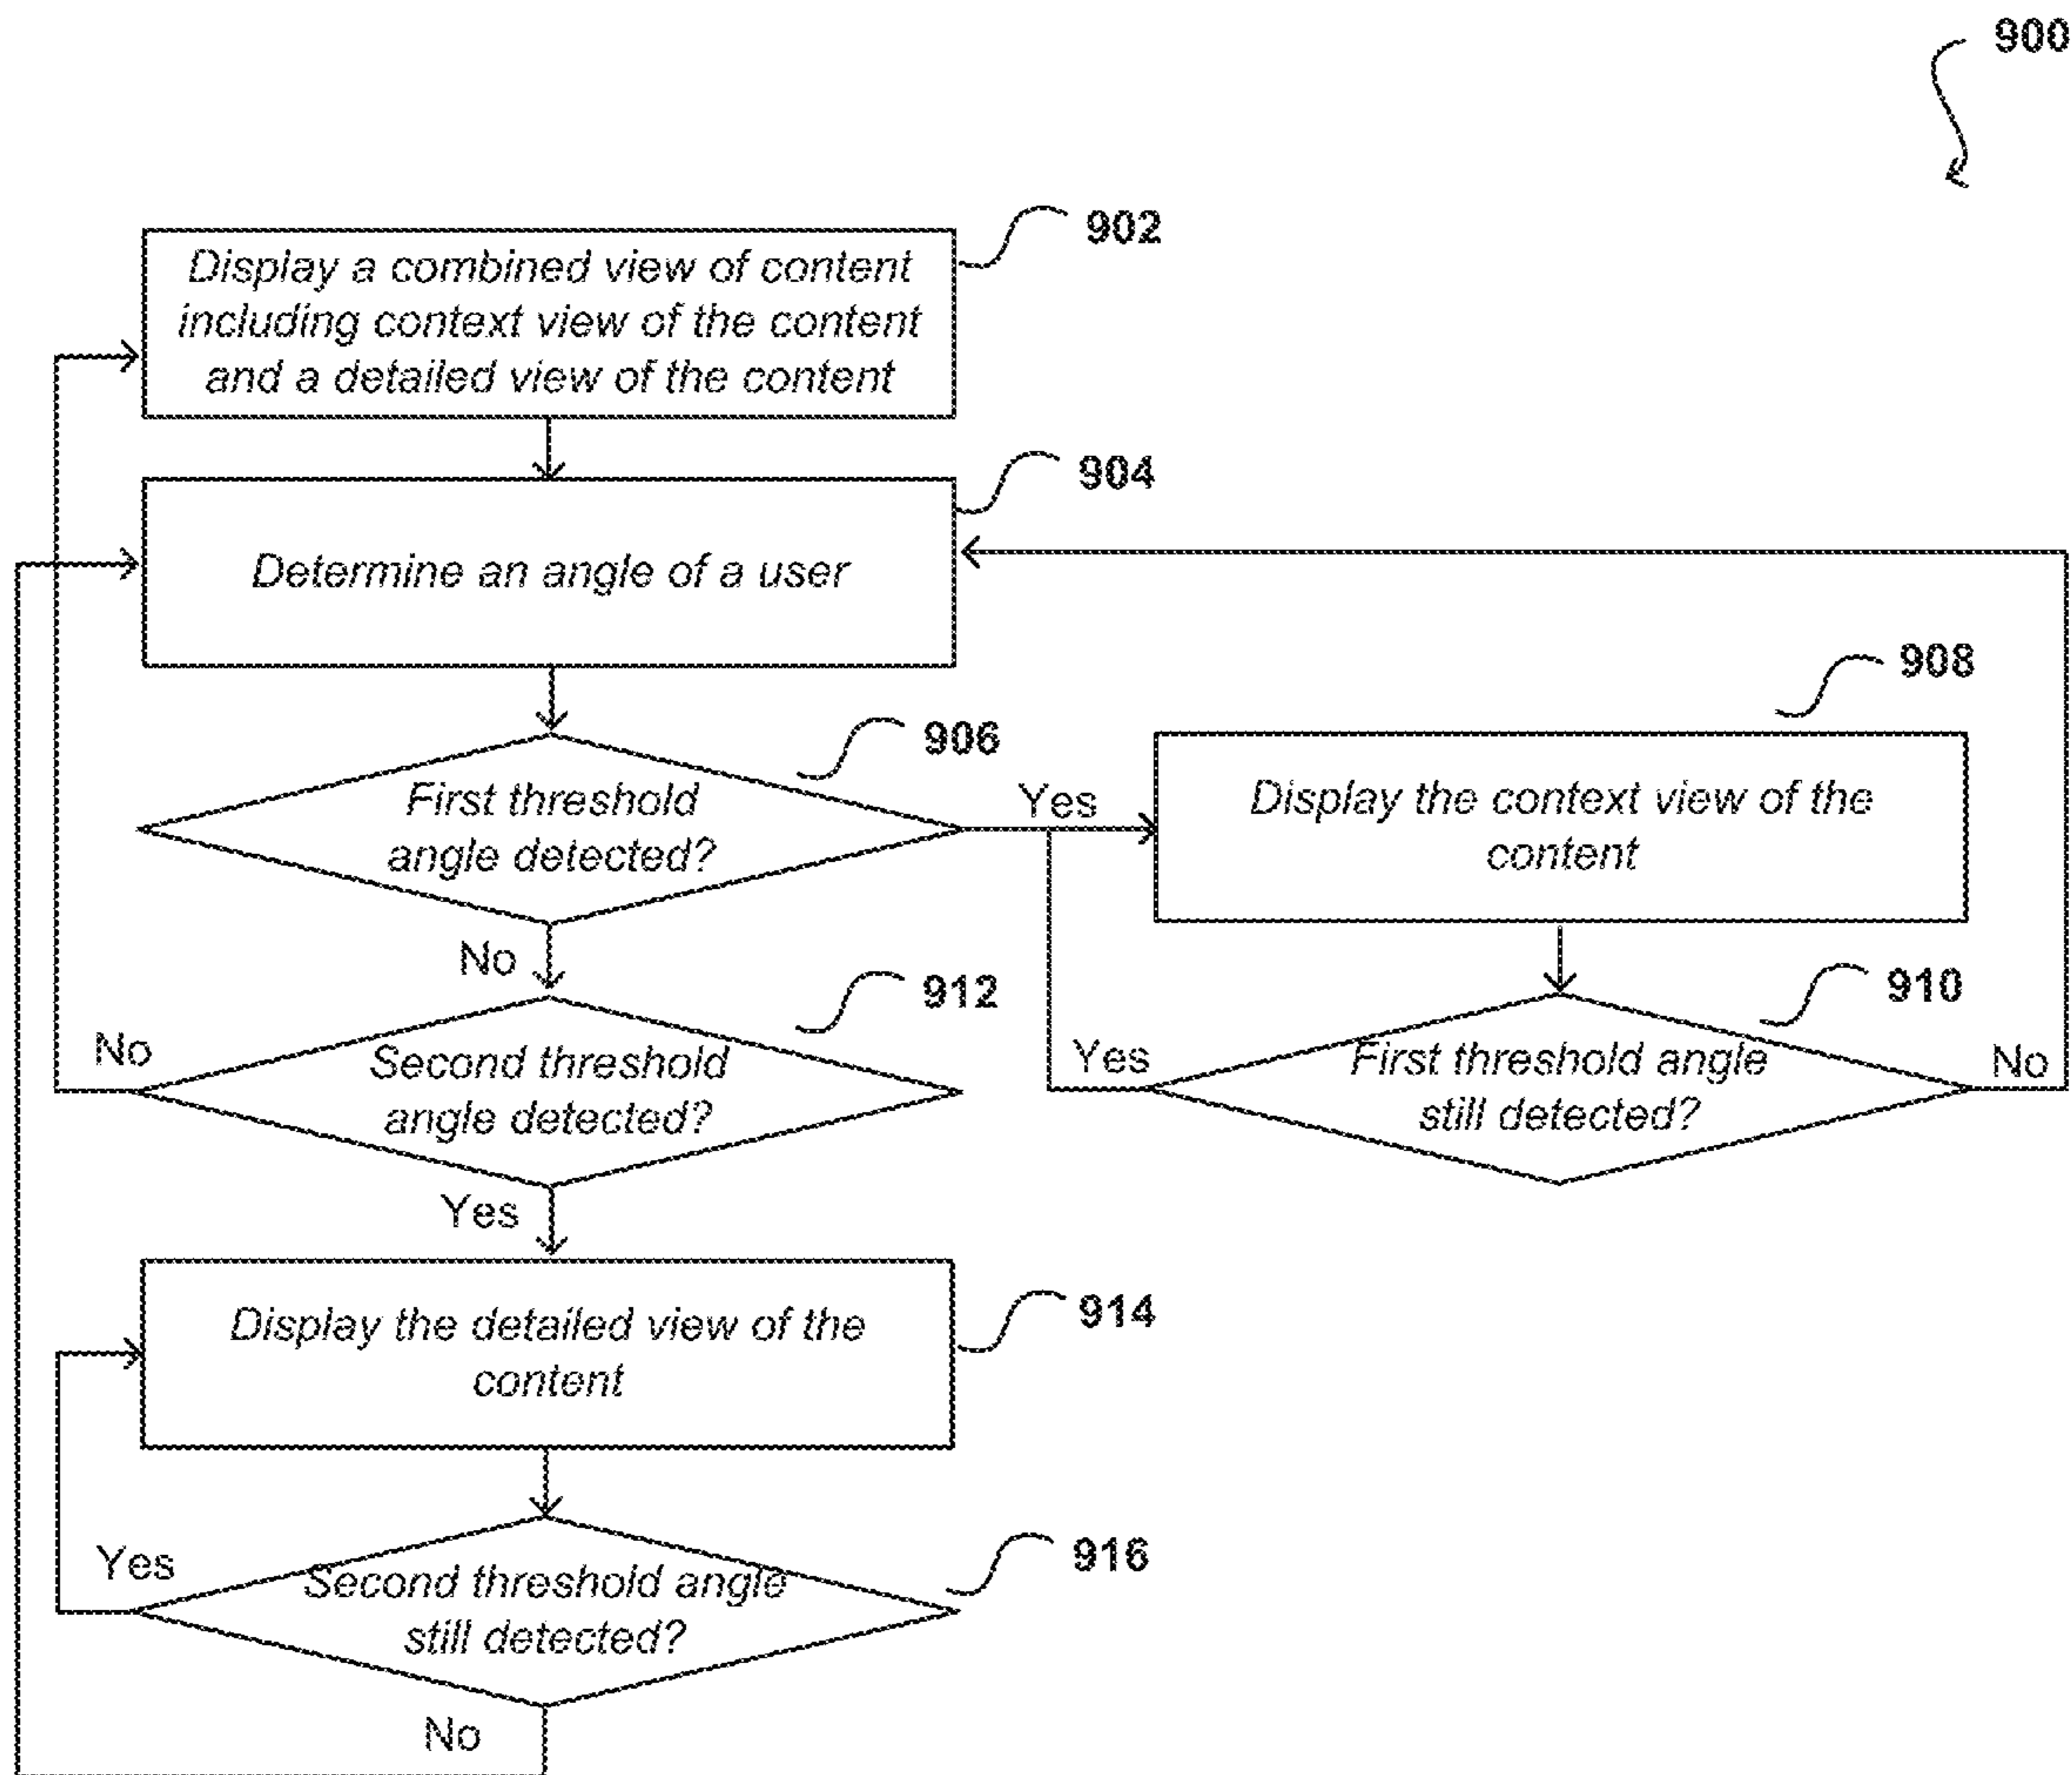 900
902
Display a combined view of content
including context view of the content
and a detailed view of the content
904
Determine an angle of a user
906
First threshold
angle detected?
Yes
908
Display the context view of the
content
No
910
First threshold angle
still detected?
Yes
No
912
Second threshold
angle detected?
No
Yes
914
Display the detailed view of the
content
916
Second threshold angle
still detected?
Yes
No